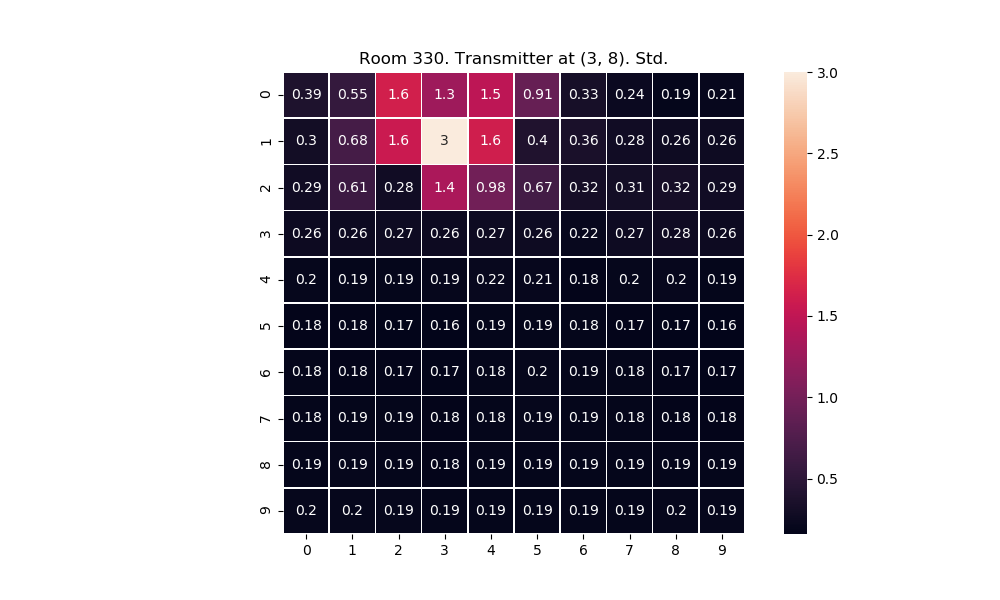 Room 330. Transmitter at (3, 8). Std.
0 0.39 0.55 1.6 1.3 1.5 0.91 0.33 0.24 0.19 0.21
1 0.3 0.68 1.6 3 1.6 0.4 0.36 0.28 0.26 0.26
2 0.29 0.61 0.28 1.4 0.98 0.67 0.32 0.31 0.32 0.29
3 0.26 0.26 0.27 0.26 0.27 0.26 0.22 0.27 0.28 0.26
4 0.2 0.19 0.19 0.19 0.22 0.21 0.18 0.2 0.2 0.19
5 0.18 0.18 0.17 0.16 0.19 0.19 0.18 0.17 0.17 0.16
6 0.18 0.18 0.17 0.17 0.18 0.2 0.19 0.18 0.17 0.17
7 0.18 0.19 0.19 0.18 0.18 0.19 0.19 0.18 0.18 0.18
8 0.19 0.19 0.19 0.18 0.19 0.19 0.19 0.19 0.19 0.19
9 0.2 0.2 0.19 0.19 0.19 0.19 0.19 0.19 0.2 0.19
0 1 2 3 4 5 6 7 8 9
3.0
2.5
2.0
1.5
1.0
0.5